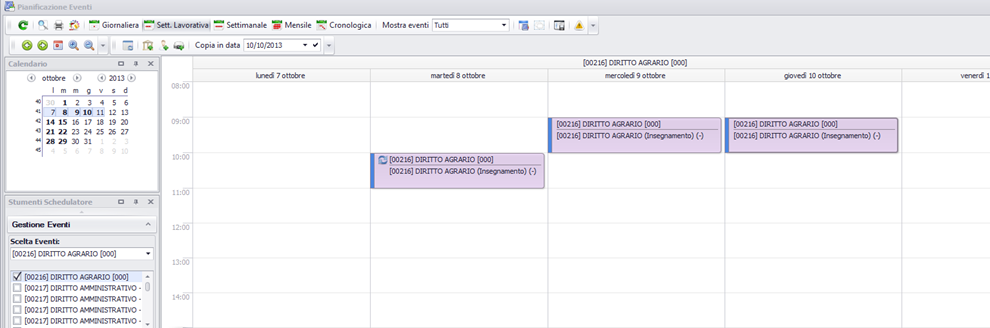 Pianificazione Eventi
Giornaliera Sett. Lavorativa Settimanale Mensile Cronologica Mostra eventi Tutti
Copia in data 10/10/2013
Calendario
ottobre 2013
l m m g v s d
40 30 1 2 3 4 5 6
41 7 8 9 10 11 12 13
42 14 15 16 17 18 19 20
43 21 22 23 24 25 26 27
44 28 29 30 31 1 2 3
45 4 5 6 7 8 9 10
Stumenti Schedulatore
Gestione Eventi
Scelta Eventi:
[00216] DIRITTO AGRARIO [000]
[00216] DIRITTO AGRARIO [000]
[00217] DIRITTO AMMINISTRATIVO -
[00217] DIRITTO AMMINISTRATIVO -
[00217] DIRITTO AMMINISTRATIVO -
[00216] DIRITTO AGRARIO [000]
lunedì 7 ottobre martedì 8 ottobre mercoledì 9 ottobre giovedì 10 ottobre venerdì 1
08:00
09:00
[00216] DIRITTO AGRARIO [000]
[00216] DIRITTO AGRARIO (Insegnamento) (-)
[00216] DIRITTO AGRARIO [000]
[00216] DIRITTO AGRARIO (Insegnamento) (-)
10:00
[00216] DIRITTO AGRARIO [000]
[00216] DIRITTO AGRARIO (Insegnamento) (-)
11:00
12:00
13:00
14:00